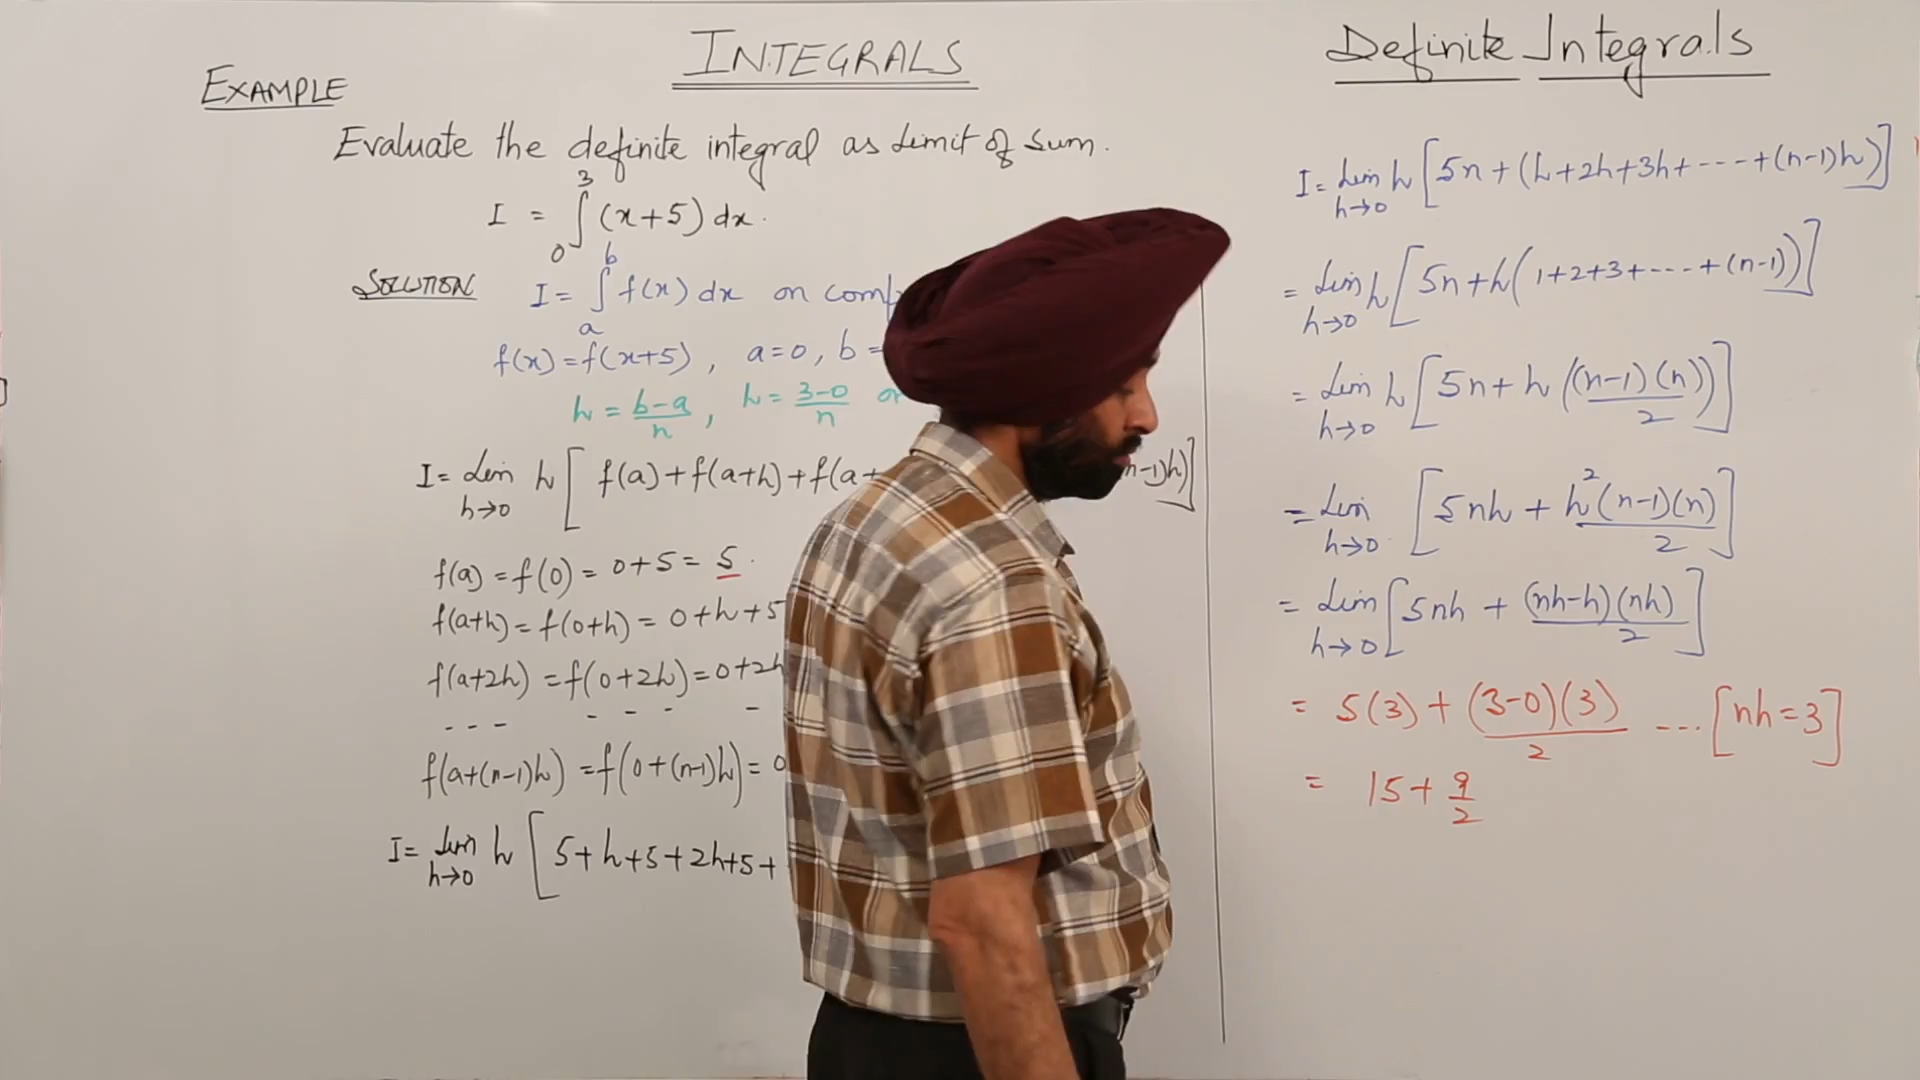 INTEGRALS
EXAMPLE
Evaluate the definite integral as Limit of Sum.
I = ∫₀³ (x+5) dx.
SOLUTION I = ∫ₐᵇ f(x) dx on
f(x) = f(x+5), a=0, b=
h = (b-a)/n, h = (3-0)/n or
I = Lim h→0 h [ f(a) + f(a+h) + f(a+ n-1)h)]
f(a) = f(0) = 0+5 = 5.
f(a+h) = f(0+h) = 0+h+5
f(a+2h) = f(0+2h) = 0+2h
- - - - - - -
f(a+(n-1)h) = f(0+(n-1)h) = 0
I = Lim h→0 h [ 5+h+5+2h+5+
Definite Integrals
I = Lim h→0 h [5n + (h+2h+3h+----+(n-1)h)]
= Lim h→0 h [5n + h(1+2+3+----+(n-1))]
= Lim h→0 h [5n + h ((n-1)(n)/2)]
= Lim h→0 [5nh + h²(n-1)(n)/2]
= Lim h→0 [5nh + (nh-h)(nh)/2]
= 5(3) + (3-0)(3)/2 ---- [nh=3]
= 15 + 9/2